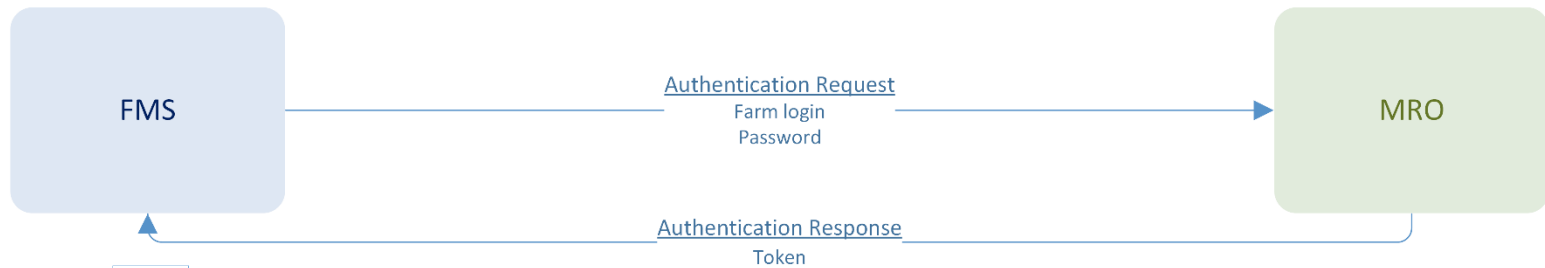 FMS
Authentication Request
Farm login
Password
MRO
Authentication Response
Token